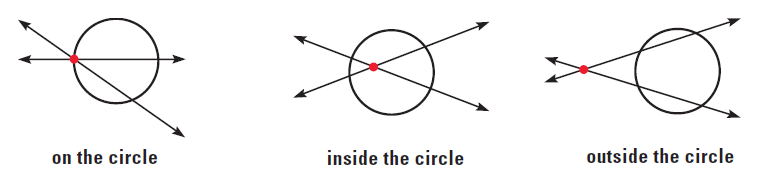 on the circle
inside the circle
outside the circle